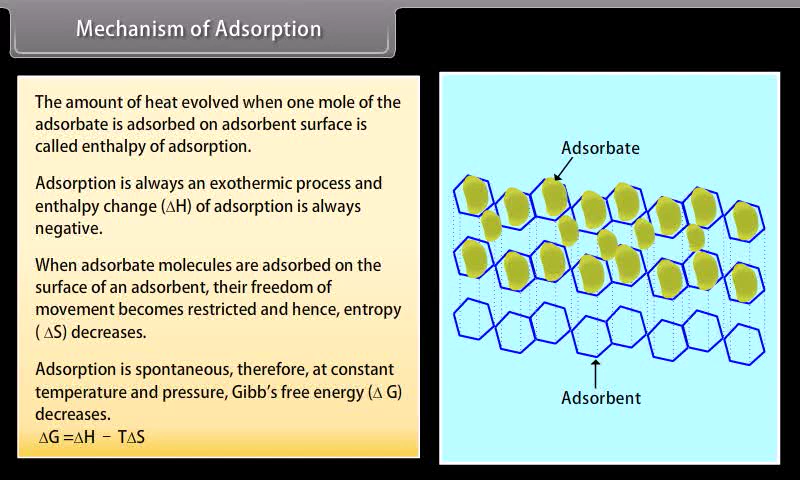 Mechanism of Adsorption
The amount of heat evolved when one mole of the
adsorbate is adsorbed on adsorbent surface is
called enthalpy of adsorption.
Adsorption is always an exothermic process and
enthalpy change (ΔH) of adsorption is always
negative.
When adsorbate molecules are adsorbed on the
surface of an adsorbent, their freedom of
movement becomes restricted and hence, entropy
( ΔS) decreases.
Adsorption is spontaneous, therefore, at constant
temperature and pressure, Gibb's free energy (Δ G)
decreases.
ΔG =ΔH − TΔS
Adsorbate
Adsorbent